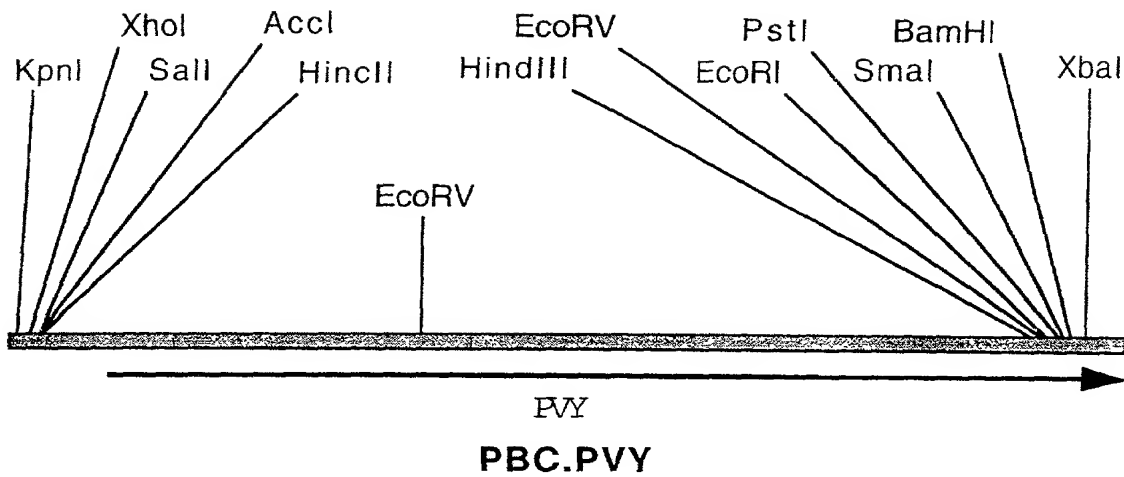 XhoI AccI EcoRV PstI BamHI
KpnI SalI HincII HindIII EcoRI SmaI XbaI
EcoRV
PVY
PBC.PVY